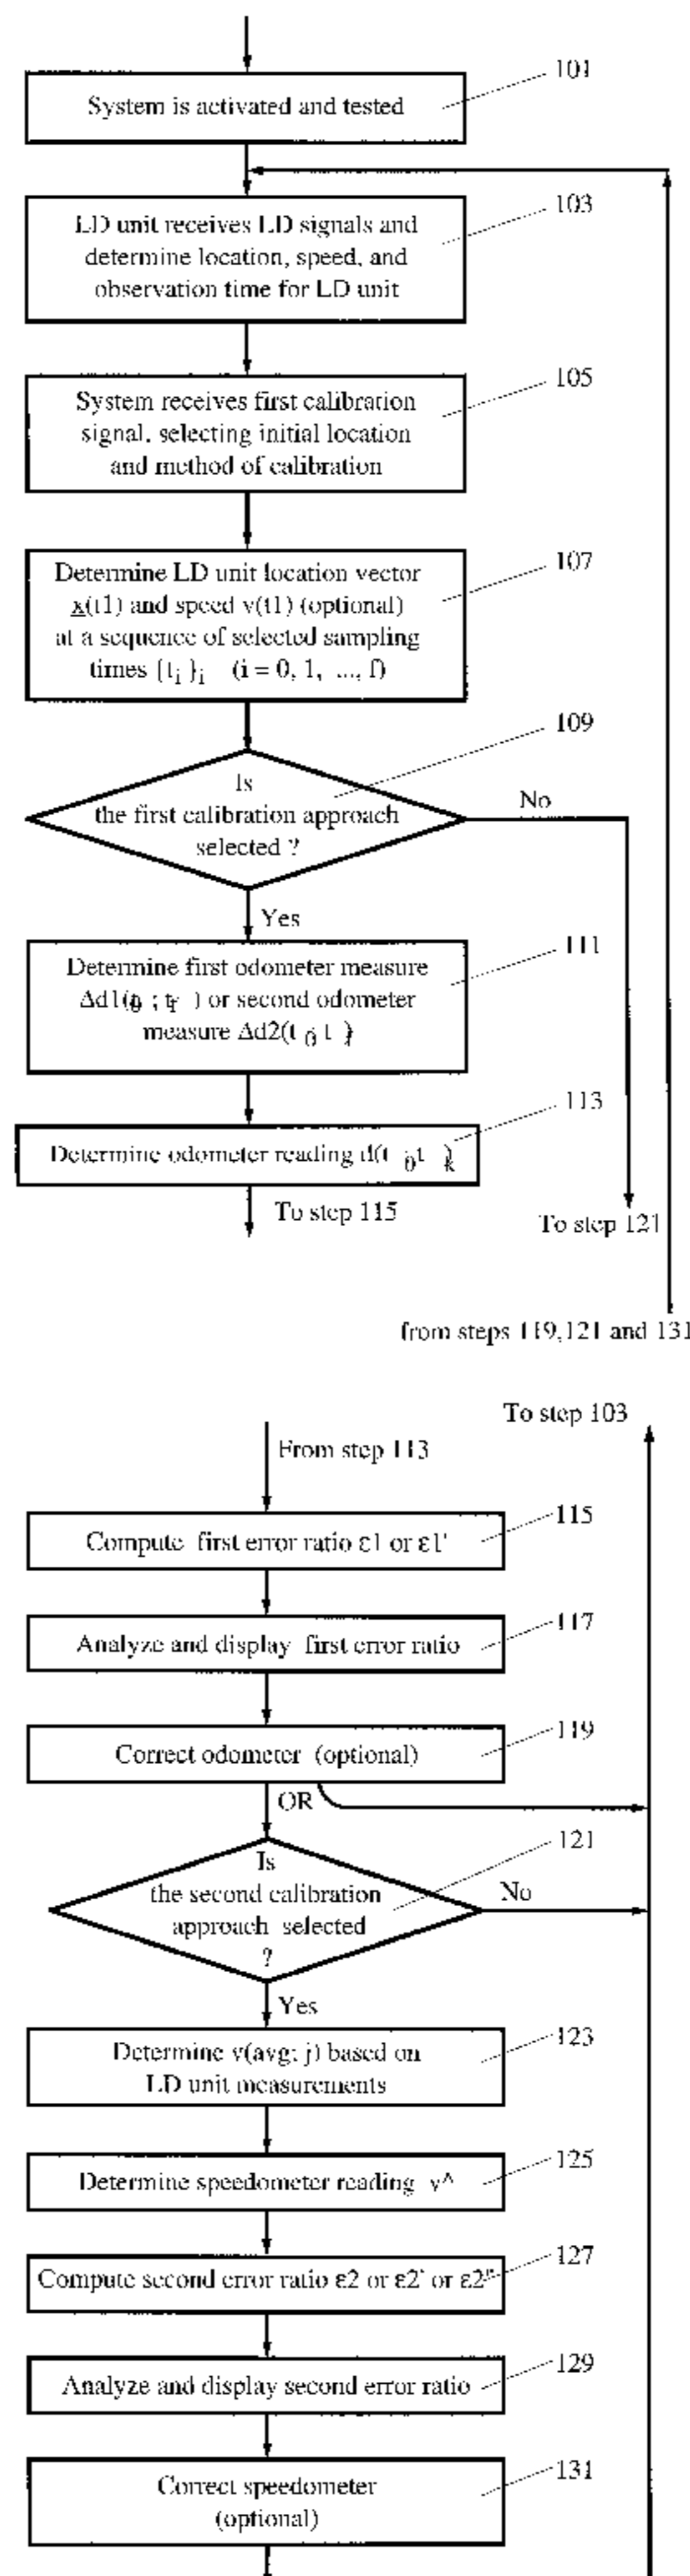 System is activated and tested
101
LD unit receives LD signals and
determine location, speed, and
observation time for LD unit
103
System receives first calibration
signal, selecting initial location
and method of calibration
105
Determine LD unit location vector
x(t1) and speed v(t1) (optional)
at a sequence of selected sampling
times {t i } i (i = 0, 1, ..., f)
107
109
Is
the first calibration approach
selected ?
No
Yes
Determine first odometer measure
Δd1(t0 ; tf ) or second odometer
measure Δd2(t 0 t f)
111
Determine odometer reading d(t 0 t k)
113
To step 115
To step 121
from steps 119,121 and 131
To step 103
From step 113
Compute first error ratio ε1 or ε1'
115
Analyze and display first error ratio
117
Correct odometer (optional)
119
OR
121
Is
the second calibration
approach selected
?
No
Yes
Determine v(avg; j) based on
LD unit measurements
123
Determine speedometer reading v^
125
Compute second error ratio ε2 or ε2' or ε2"
127
Analyze and display second error ratio
129
Correct speedometer
(optional)
131